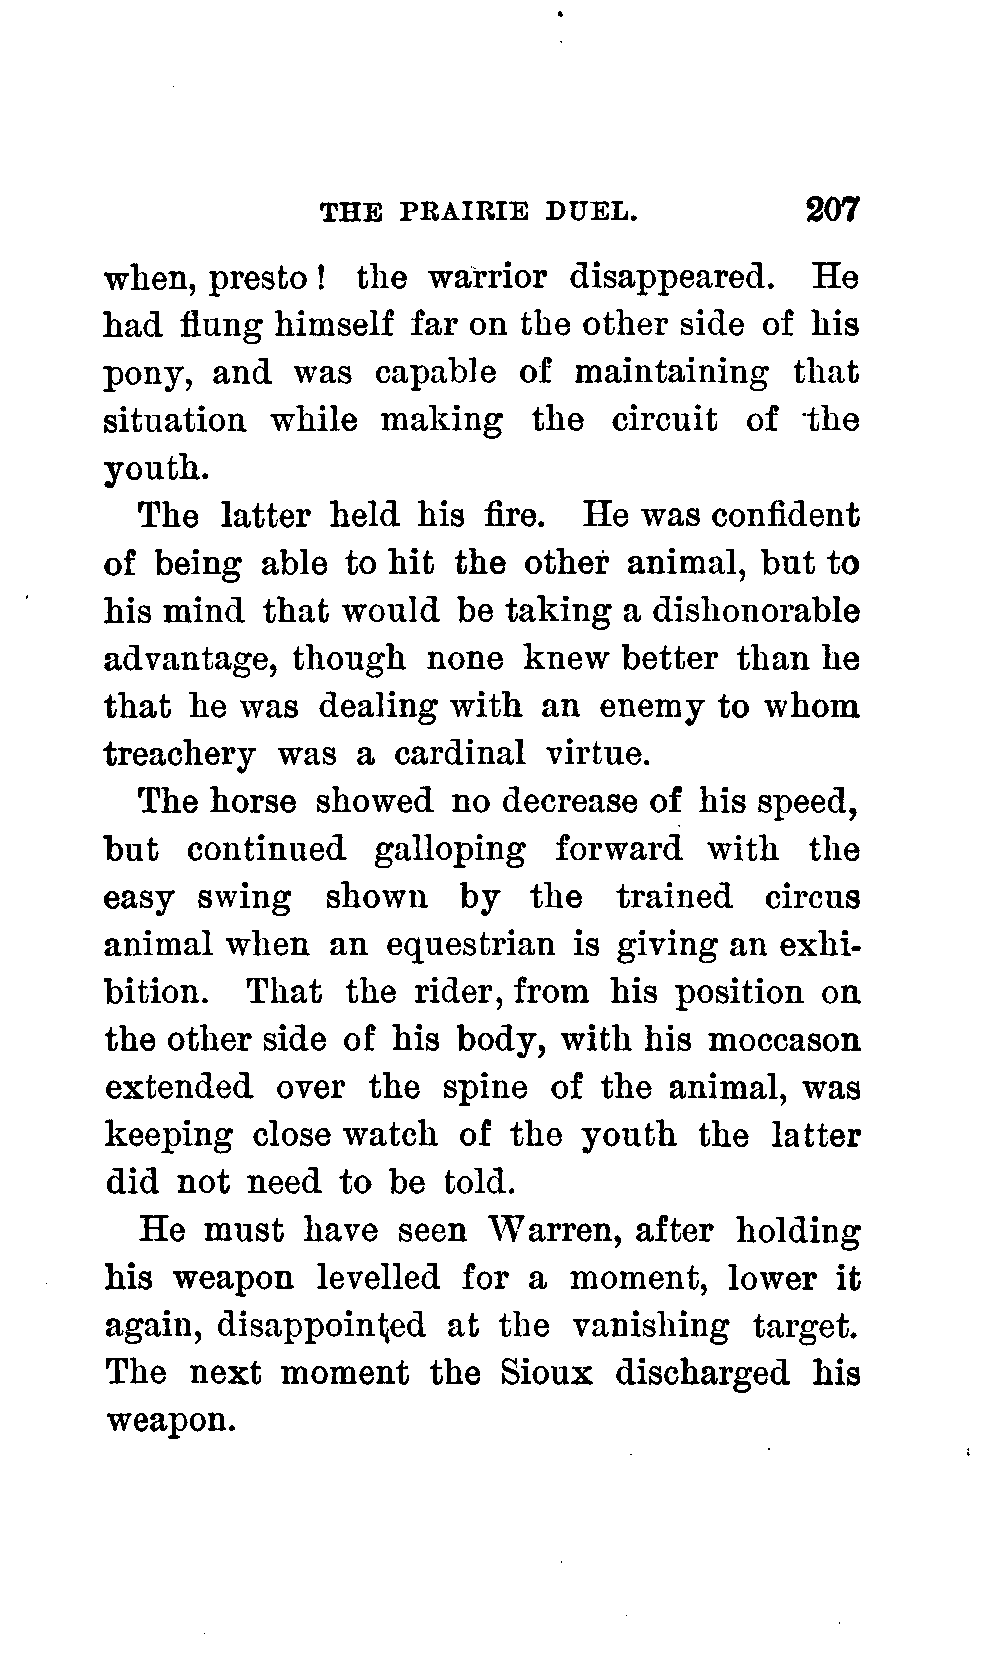 THE PRAIRIE DUEL. 207
when, presto! the warrior disappeared. He
had flung himself far on the other side of his
pony, and was capable of maintaining that
situation while making the circuit of the
youth.
The latter held his fire. He was confident
of being able to hit the other animal, but to
his mind that would be taking a dishonorable
advantage, though none knew better than he
that he was dealing with an enemy to whom
treachery was a cardinal virtue.
The horse showed no decrease of his speed,
but continued galloping forward with the
easy swing shown by the trained circus
animal when an equestrian is giving an exhi-
bition. That the rider, from his position on
the other side of his body, with his moccason
extended over the spine of the animal, was
keeping close watch of the youth the latter
did not need to be told.
He must have seen Warren, after holding
his weapon levelled for a moment, lower it
again, disappointed at the vanishing target.
The next moment the Sioux discharged his
weapon.